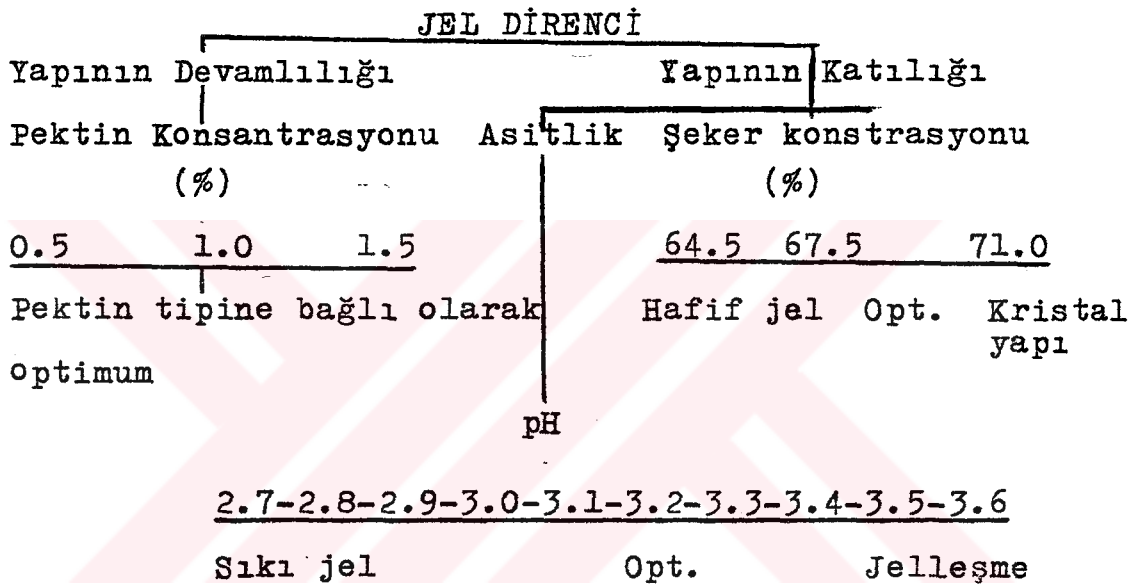 JEL DİRENCİ
Yapının Devamlılığı Yapının Katılığı
Pektin Konsantrasyonu Asitlik Şeker konstrasyonu
(%) (%)
0.5 1.0 1.5 64.5 67.5 71.0
Pektin tipine bağlı olarak Hafif jel Opt. Kristal
yapı
optimum
pH
2.7-2.8-2.9-3.0-3.1-3.2-3.3-3.4-3.5-3.6
Sıkı jel Opt. Jelleşme